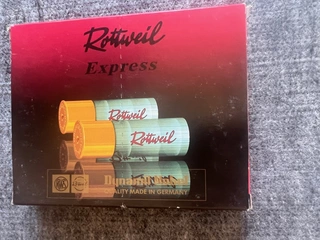 Rottweil
Express
Rottweil
Rottweil
Dynamit Nobel
QUALITY MADE IN GERMANY